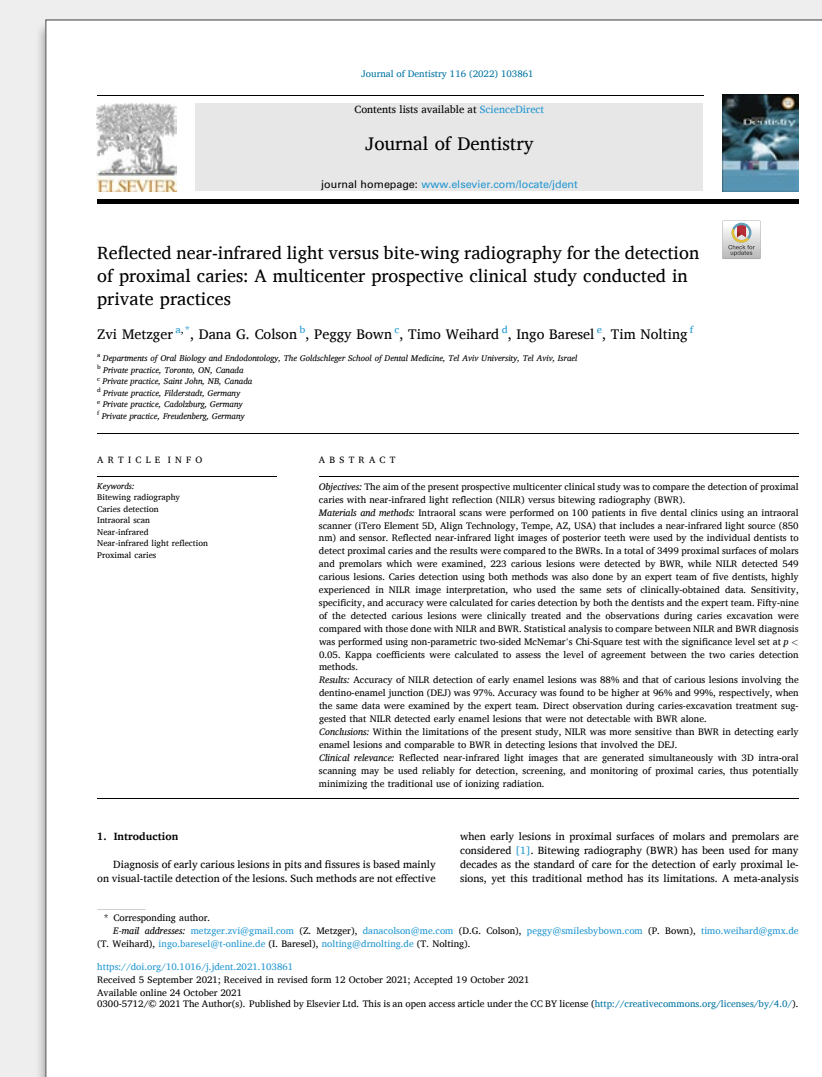 Journal of Dentistry 116 (2022) 103861
Contents lists available at ScienceDirect
Journal of Dentistry
journal homepage: www.elsevier.com/locate/jdent
ELSEVIER
Dentistry
Check for
updates
Reflected near-infrared light versus bite-wing radiography for the detection
of proximal caries: A multicenter prospective clinical study conducted in
private practices
Zvi Metzger a,*, Dana G. Colson b, Peggy Bown c, Timo Weihard d, Ingo Baresel e, Tim Nolting f
a Departments of Oral Biology and Endodontology, The Goldschleger School of Dental Medicine, Tel Aviv University, Tel Aviv, Israel
b Private practice, Toronto, ON, Canada
c Private practice, Saint John, NB, Canada
d Private practice, Filderstadt, Germany
e Private practice, Cadolzburg, Germany
f Private practice, Freudenberg, Germany
ARTICLE INFO
Keywords:
Bitewing radiography
Caries detection
Intraoral scan
Near-infrared
Near-infrared light reflection
Proximal caries
ABSTRACT
Objectives: The aim of the present prospective multicenter clinical study was to compare the detection of proximal
caries with near-infrared light reflection (NILR) versus bitewing radiography (BWR).
Materials and methods: Intraoral scans were performed on 100 patients in five dental clinics using an intraoral
scanner (iTero Element 5D, Align Technology, Tempe, AZ, USA) that includes a near-infrared light source (850
nm) and sensor. Reflected near-infrared light images of posterior teeth were used by the individual dentists to
detect proximal caries and the results were compared to the BWRs. In a total of 3499 proximal surfaces of molars
and premolars which were examined, 223 carious lesions were detected by BWR, while NILR detected 549
carious lesions. Caries detection using both methods was also done by an expert team of five dentists, highly
experienced in NILR image interpretation, who used the same sets of clinically-obtained data. Sensitivity,
specificity, and accuracy were calculated for caries detection by both the dentists and the expert team. Fifty-nine
of the detected carious lesions were clinically treated and the observations during caries excavation were
compared with those done with NILR and BWR. Statistical analysis to compare between NILR and BWR diagnosis
was performed using non-parametric two-sided McNemar's Chi-Square test with the significance level set at p <
0.05. Kappa coefficients were calculated to assess the level of agreement between the two caries detection
methods.
Results: Accuracy of NILR detection of early enamel lesions was 88% and that of carious lesions involving the
dentino-enamel junction (DEJ) was 97%. Accuracy was found to be higher at 96% and 99%, respectively, when
the same data were examined by the expert team. Direct observation during caries-excavation treatment sug-
gested that NILR detected early enamel lesions that were not detectable with BWR alone.
Conclusions: Within the limitations of the present study, NILR was more sensitive than BWR in detecting early
enamel lesions and comparable to BWR in detecting lesions that involved the DEJ.
Clinical relevance: Reflected near-infrared light images that are generated simultaneously with 3D intra-oral
scanning may be used reliably for detection, screening, and monitoring of proximal caries, thus potentially
minimizing the traditional use of ionizing radiation.
1. Introduction
Diagnosis of early carious lesions in pits and fissures is based mainly
on visual-tactile detection of the lesions. Such methods are not effective
when early lesions in proximal surfaces of molars and premolars are
considered [1]. Bitewing radiography (BWR) has been used for many
decades as the standard of care for the detection of early proximal le-
sions, yet this traditional method has its limitations. A meta-analysis
* Corresponding author.
E-mail addresses: metzger.zvi@gmail.com (Z. Metzger), danacolson@me.com (D.G. Colson), peggy@smilesbybown.com (P. Bown), timo.weihard@gmx.de
(T. Weihard), ingo.baresel@t-online.de (I. Baresel), nolting@drnolting.de (T. Nolting).
https://doi.org/10.1016/j.jdent.2021.103861
Received 5 September 2021; Received in revised form 12 October 2021; Accepted 19 October 2021
Available online 24 October 2021
0300-5712/© 2021 The Author(s). Published by Elsevier Ltd. This is an open access article under the CC BY license (http://creativecommons.org/licenses/by/4.0/).